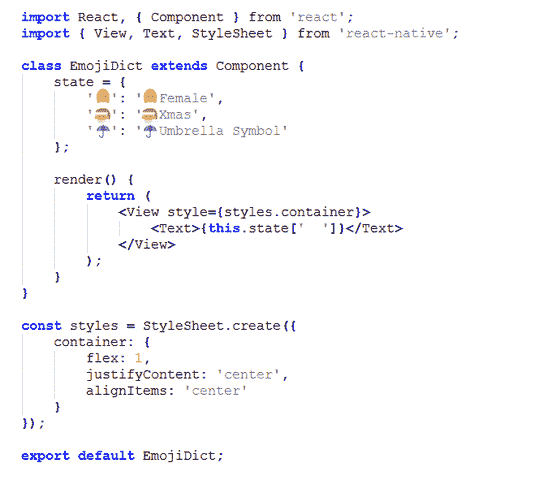 import React, { Component } from 'react';
import { View, Text, StyleSheet } from 'react-native';
class EmojiDict extends Component {
state = {
'👩': '👩Female',
'🎅': '🎅Xmas',
'☂': '☂Umbrella Symbol'
};
render() {
return (
<View style={styles.container}>
<Text>{this.state['  ']}</Text>
</View>
);
}
}
const styles = StyleSheet.create({
container: {
flex: 1,
justifyContent: 'center',
alignItems: 'center'
}
});
export default EmojiDict;